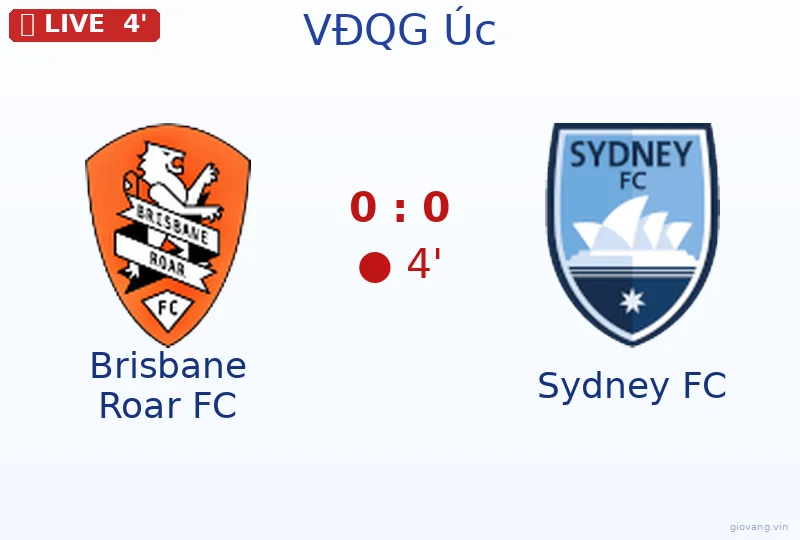 LIVE 4'
VĐQG Úc
BRISBANE
ROAR
FC
SYDNEY
FC
0 : 0
4'
Brisbane
Roar FC
Sydney FC
giovang.vin